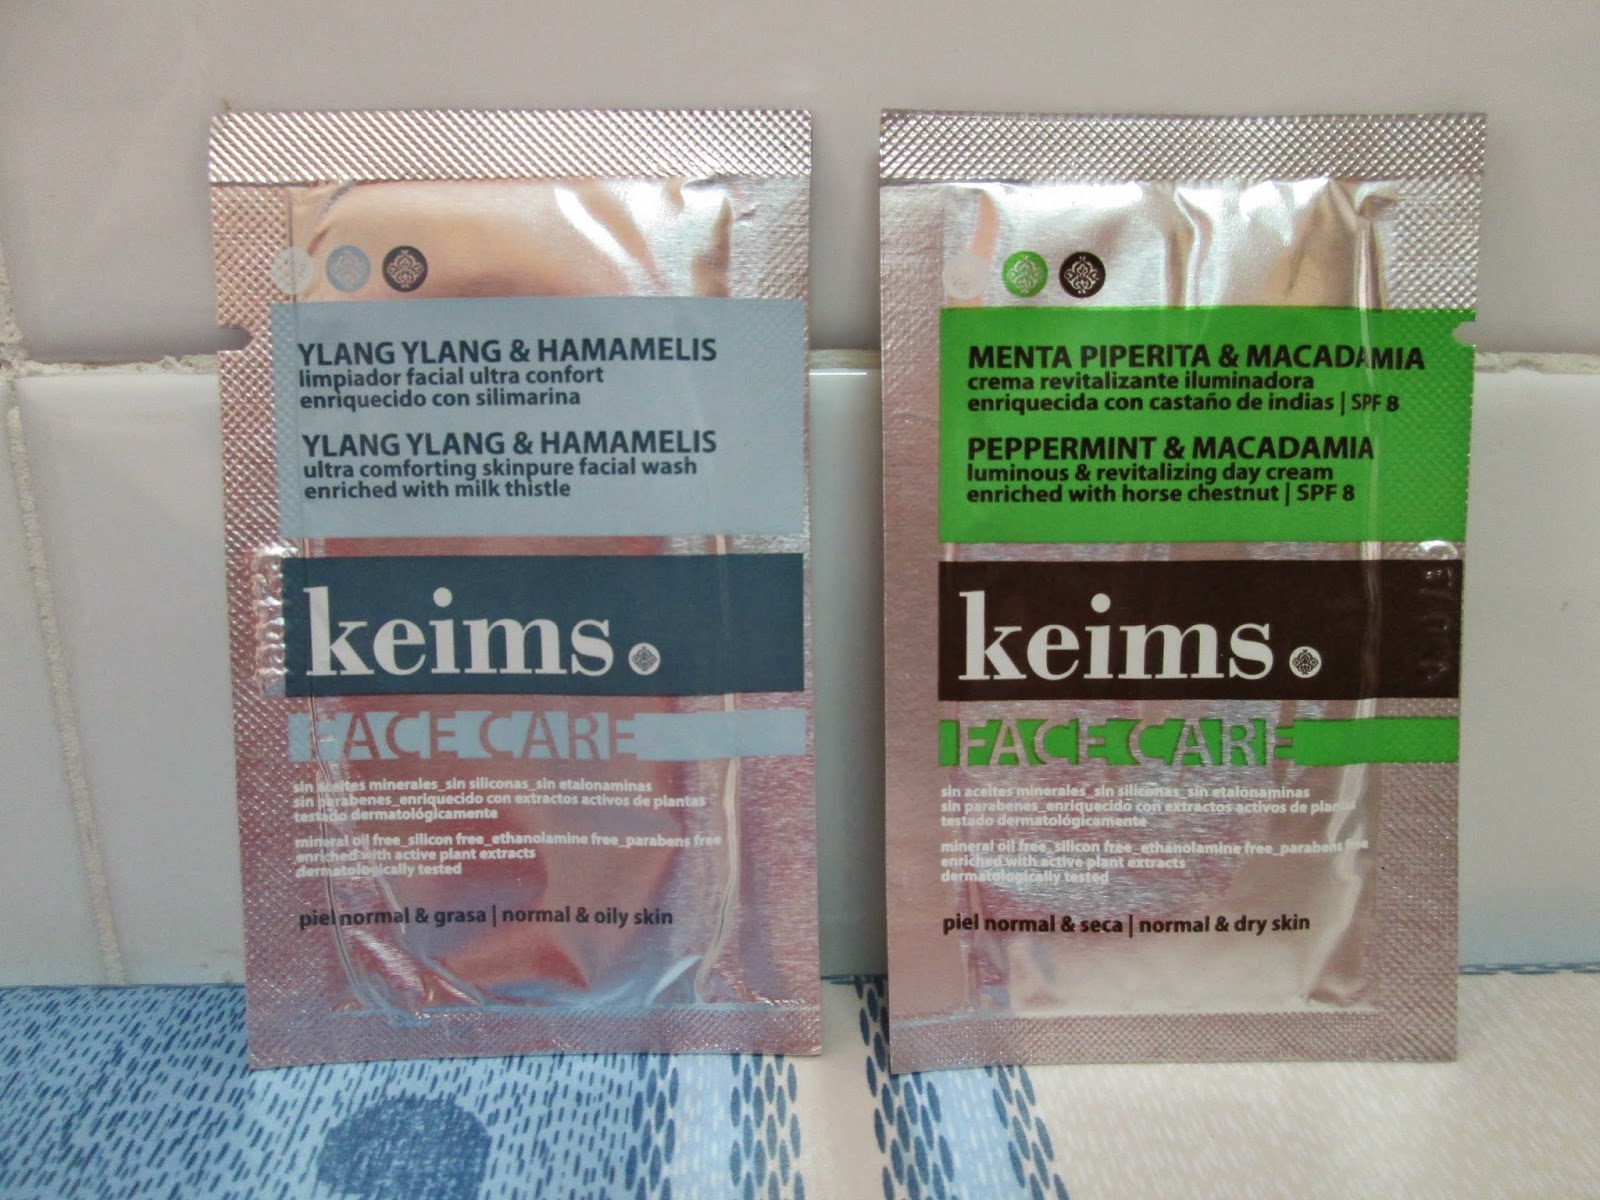 YLANG YLANG & HAMAMELIS
limpiador facial ultra confort
enriquecido con silimarina
YLANG YLANG & HAMAMELIS
ultra comforting skinpure facial wash
enriched with milk thistle
keims.
FACE CARE
sin aceites minerales_sin siliconas_sin etalonaminas
sin parabenes_enriquecido con extractos activos de plantas
testado dermatológicamente
mineral oil free_silicon free_ethanolamine free_parabens free
enriched with active plant extracts
dermatologically tested
piel normal & grasa | normal & oily skin
MENTA PIPERITA & MACADAMIA
crema revitalizante iluminadora
enriquecida con castaño de indias | SPF 8
PEPPERMINT & MACADAMIA
luminous & revitalizing day cream
enriched with horse chestnut | SPF 8
keims.
FACE CARE
sin aceites minerales_sin siliconas_sin etalonaminas
sin parabenes_enriquecido con extractos activos de plantas
testado dermatológicamente
mineral oil free_silicon free_ethanolamine free_parabens free
enriched with active plant extracts
dermatologically tested
piel normal & seca | normal & dry skin